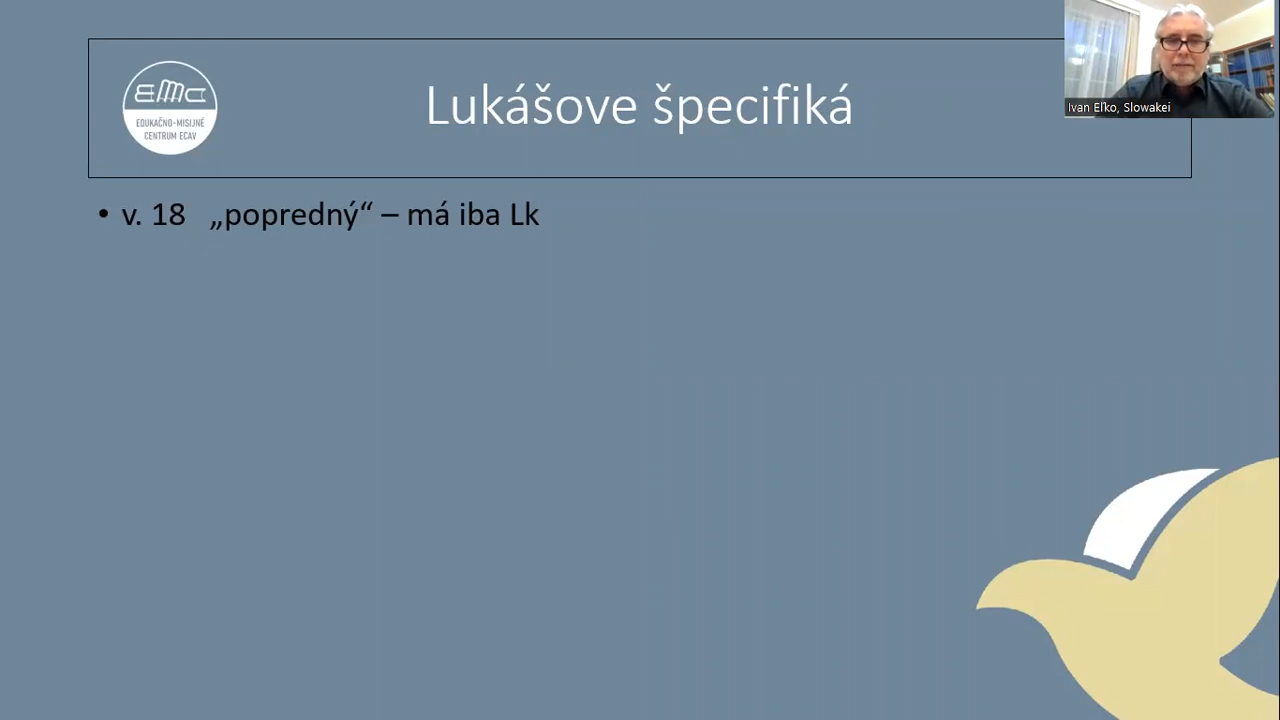 EMC
EDUKAČNO-MISIJNÉ
CENTRUM ECAV
Lukášove špecifiká
Ivan Eľko, Slowakei
• v. 18 „popredný“ – má iba Lk